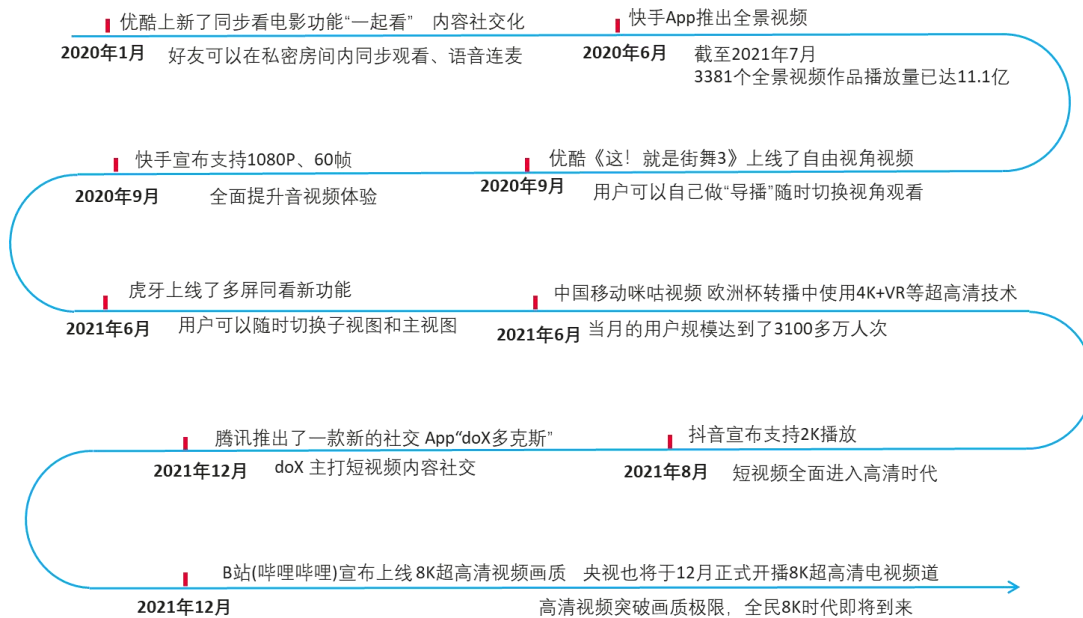 优酷上新了同步看电影功能“一起看” 内容社交化
2020年1月 好友可以在私密房间内同步观看、语音连麦
快手App推出全景视频
2020年6月 截至2021年7月
3381个全景视频作品播放量已达11.1亿
优酷《这！就是街舞3》上线了自由视角视频
2020年9月 用户可以自己做“导播”随时切换视角观看
快手宣布支持1080P、60帧
2020年9月 全面提升音视频体验
虎牙上线了多屏同看新功能
2021年6月 用户可以随时切换子视图和主视图
中国移动咪咕视频 欧洲杯转播中使用4K+VR等超高清技术
2021年6月 当月的用户规模达到了3100多万人次
抖音宣布支持2K播放
2021年8月 短视频全面进入高清时代
腾讯推出了一款新的社交 App“doX多克斯”
2021年12月 doX 主打短视频内容社交
B站(哔哩哔哩)宣布上线 8K超高清视频画质 央视也将于12月正式开播8K超高清电视频道
2021年12月 高清视频突破画质极限，全民8K时代即将到来